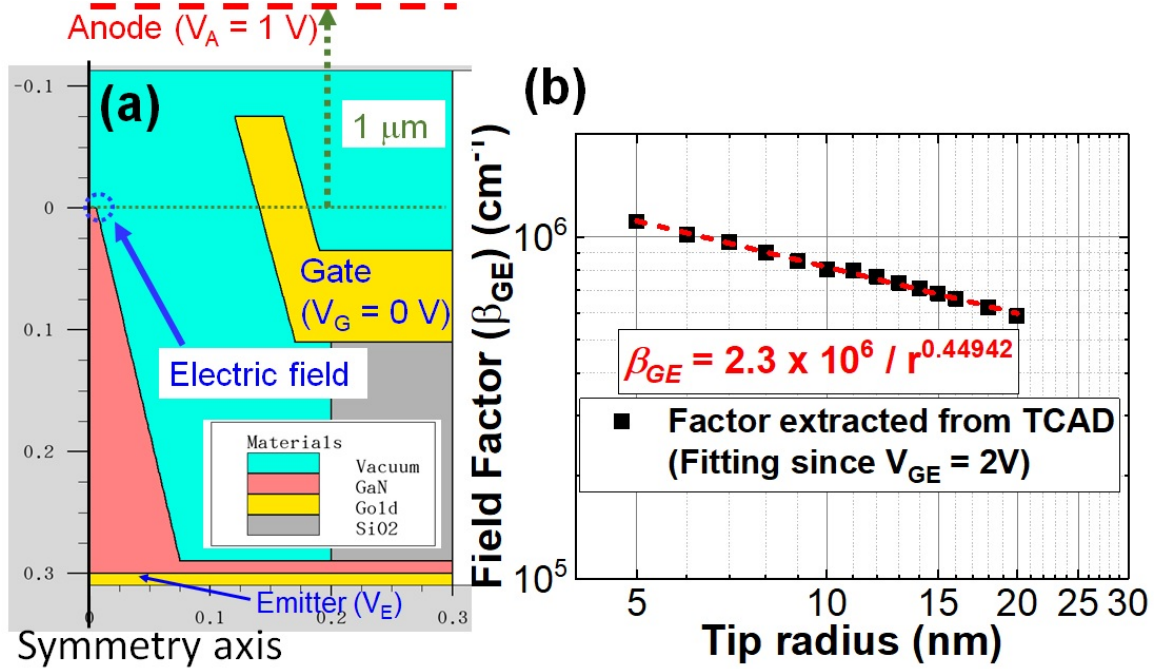 Anode (V_A = 1 V)
(a)
1 μm
-0.1
0
0.1
0.2
0.3
Gate
(V_G = 0 V)
Electric field
Materials
Vacuum
GaN
Gold
SiO2
Emitter (V_E)
0
0.1
0.2
0.3
Symmetry axis
(b)
Field Factor (β_GE) (cm⁻¹)
10⁶
10⁵
β_GE = 2.3 x 10⁶ / r^0.44942
Factor extracted from TCAD
(Fitting since V_GE = 2V)
5
10
15
20
25
30
Tip radius (nm)